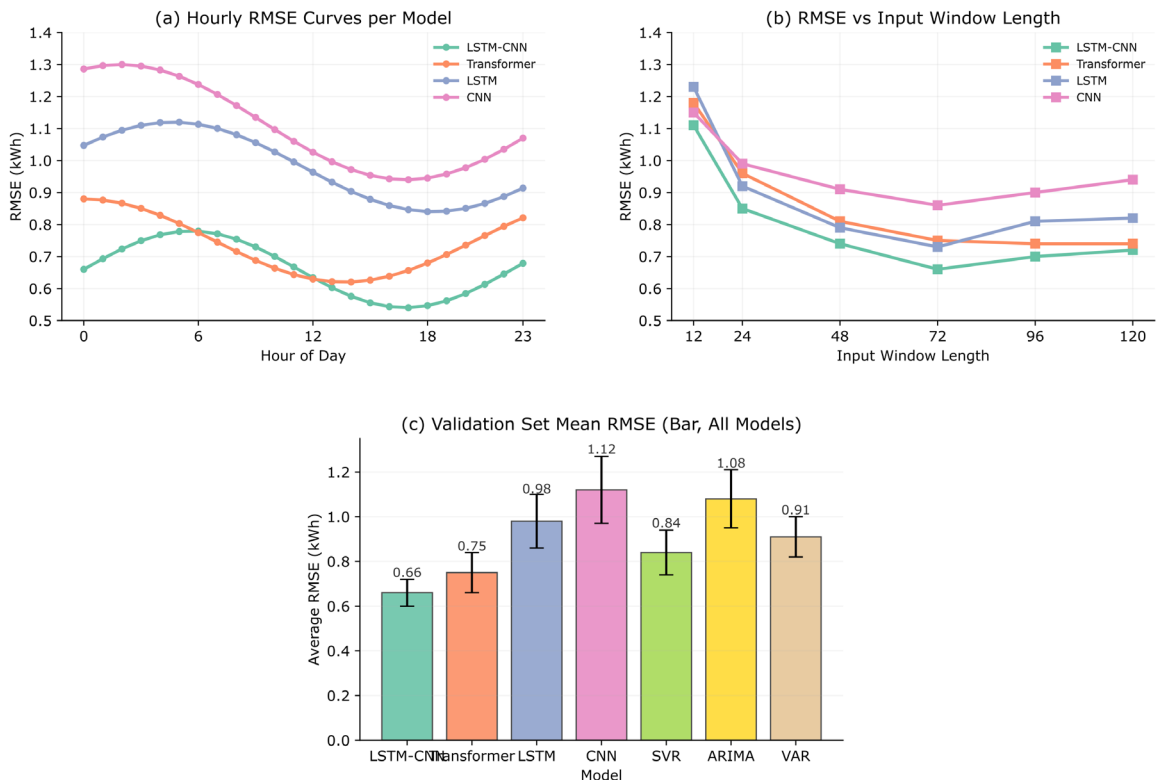 (a) Hourly RMSE Curves per Model
1.4
1.3
1.2
1.1
1.0
0.9
0.8
0.7
0.6
0.5
RMSE (kWh)
LSTM-CNN
Transformer
LSTM
CNN
0 6 12 18 23
Hour of Day
(b) RMSE vs Input Window Length
1.4
1.3
1.2
1.1
1.0
0.9
0.8
0.7
0.6
0.5
RMSE (kWh)
LSTM-CNN
Transformer
LSTM
CNN
12 24 48 72 96 120
Input Window Length
(c) Validation Set Mean RMSE (Bar, All Models)
1.2
1.0
0.8
0.6
0.4
0.2
0.0
Average RMSE (kWh)
0.66 0.75 0.98 1.12 0.84 1.08 0.91
LSTM-CNN Transformer LSTM CNN SVR ARIMA VAR
Model